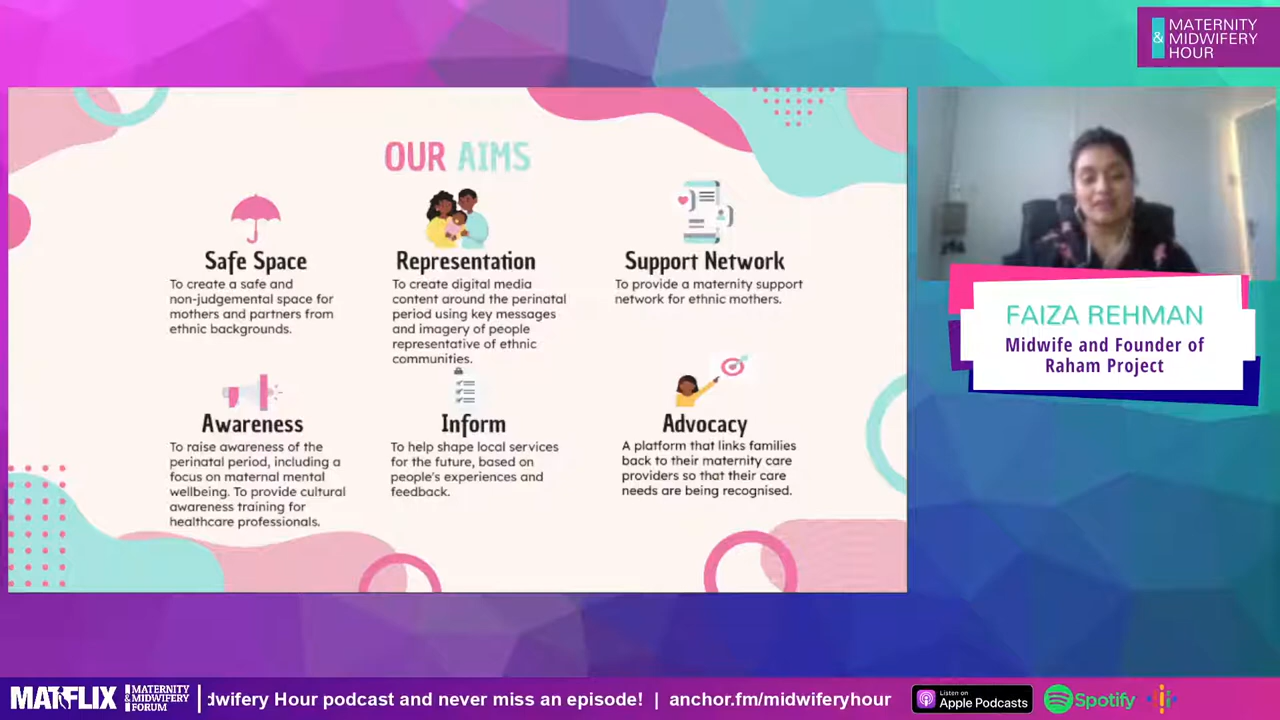 MATERNITY
& MIDWIFERY
HOUR
OUR AIMS
Safe Space
To create a safe and
non-judgemental space for
mothers and partners from
ethnic backgrounds.
Representation
To create digital media
content around the perinatal
period using key messages
and imagery of people
representative of ethnic
communities.
Support Network
To provide a maternity support
network for ethnic mothers.
Awareness
To raise awareness of the
perinatal period, including a
focus on maternal mental
wellbeing. To provide cultural
awareness training for
healthcare professionals.
Inform
To help shape local services
for the future, based on
people's experiences and
feedback.
Advocacy
A platform that links families
back to their maternity care
providers so that their care
needs are being recognised.
FAIZA REHMAN
Midwife and Founder of
Raham Project
MATFLIX
MATERNITY
& MIDWIFERY
FORUM
dwifery Hour podcast and never miss an episode! | anchor.fm/midwiferyhour
Listen on
Apple Podcasts
Spotify